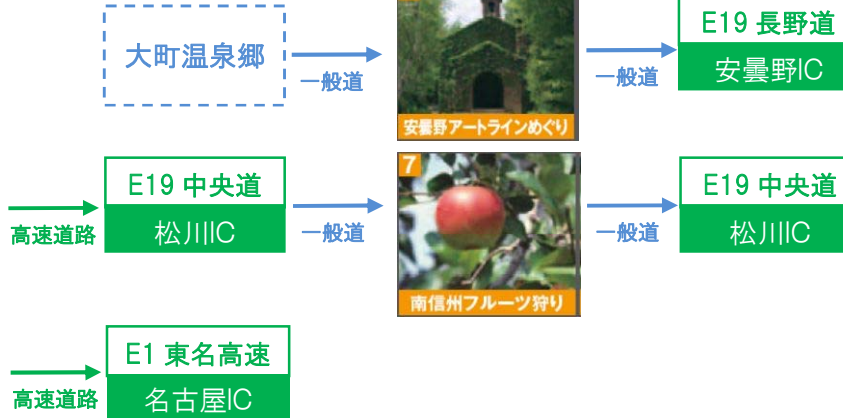 大町温泉郷
一般道
安曇野アートラインめぐり
一般道
E19 長野道
安曇野IC
高速道路
E19 中央道
松川IC
一般道
7
南信州フルーツ狩り
一般道
E19 中央道
松川IC
高速道路
E1 東名高速
名古屋IC